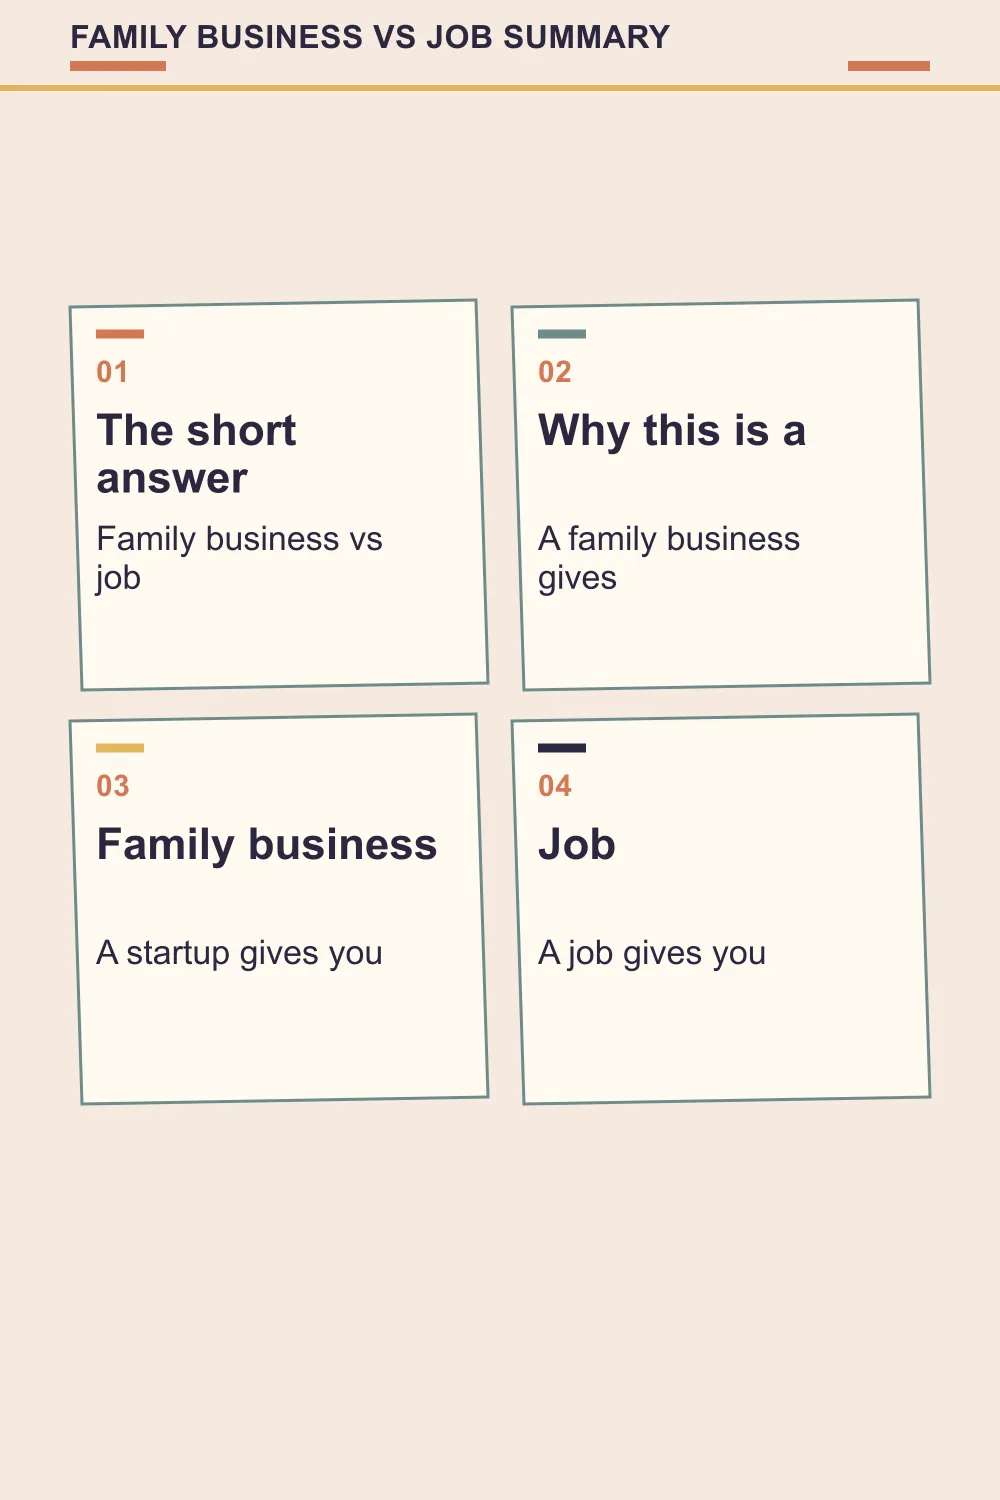 FAMILY BUSINESS VS JOB SUMMARY
01
The short
answer
Family business vs
job
02
Why this is a
A family business
gives
03
Family business
A startup gives you
04
Job
A job gives you